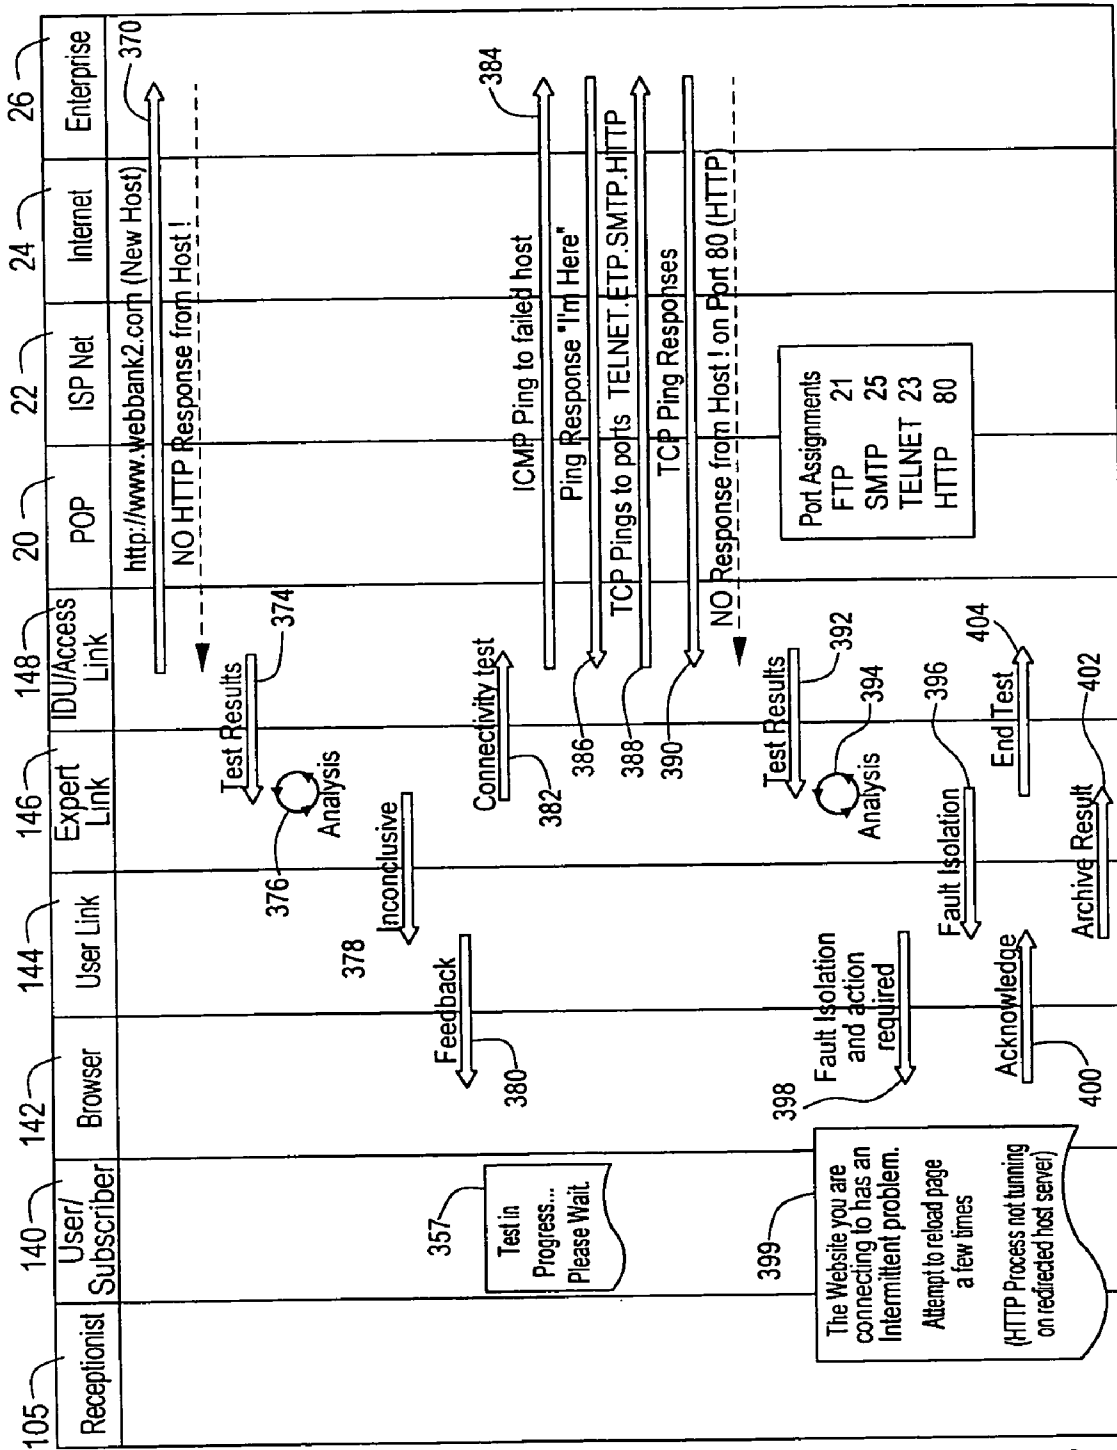 105
140
142
144
146
148
20
22
24
26
Receptionist
User/
Subscriber
Browser
User Link
Expert
Link
IDU/Access
Link
POP
ISP Net
Internet
Enterprise
http://www.webbank2.com (New Host)
370
NO HTTP Response from Host !
Test Results
374
376
Analysis
378
Inconclusive
Feedback
380
357
Test in
Progress...
Please Wait.
Connectivity test
382
ICMP Ping to failed host
384
Ping Response "I'm Here"
386
TCP Pings to ports TELNET.ETP.SMTP.HTTP
388
TCP Ping Responses
390
NO Response from Host ! on Port 80 (HTTP)
Port Assignments
FTP 21
SMTP 25
TELNET 23
HTTP 80
Test Results
392
394
Analysis
398
Fault Isolation
and action
required
396
Fault Isolation
399
The Website you are
connecting to has an
Intermittent problem.
Attempt to reload page
a few times
(HTTP Process not tunning
on redirected host server)
Acknowledge
400
End Test
404
Archive Result
402